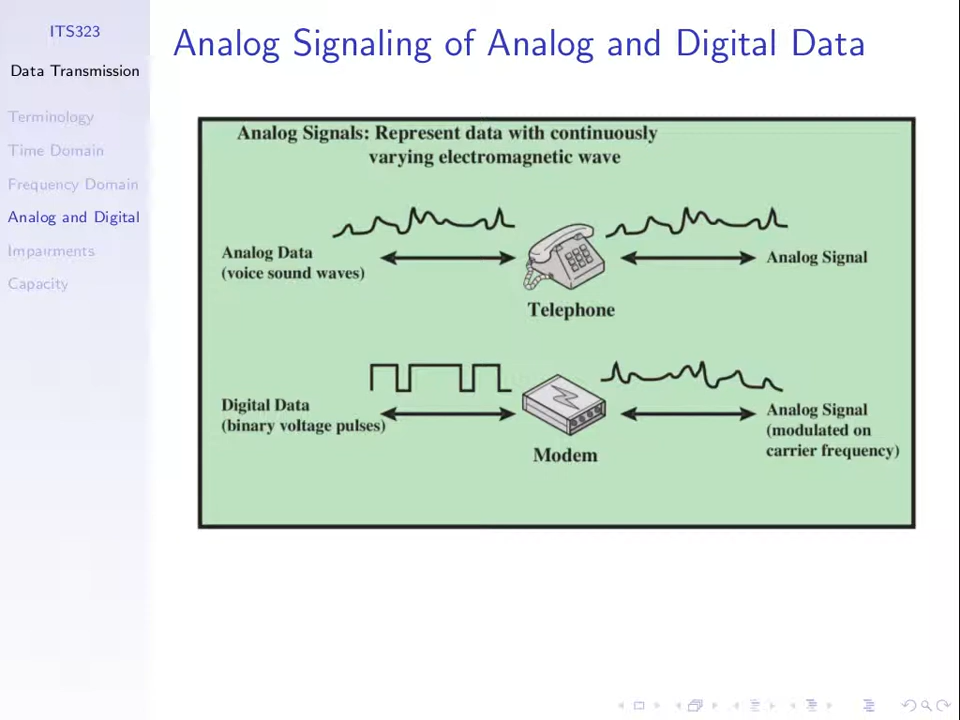 ITS323
Data Transmission
Terminology
Time Domain
Frequency Domain
Analog and Digital
Impairments
Capacity
Analog Signaling of Analog and Digital Data
Analog Signals: Represent data with continuously
varying electromagnetic wave
Analog Data
(voice sound waves)
Telephone
Analog Signal
Digital Data
(binary voltage pulses)
Modem
Analog Signal
(modulated on
carrier frequency)